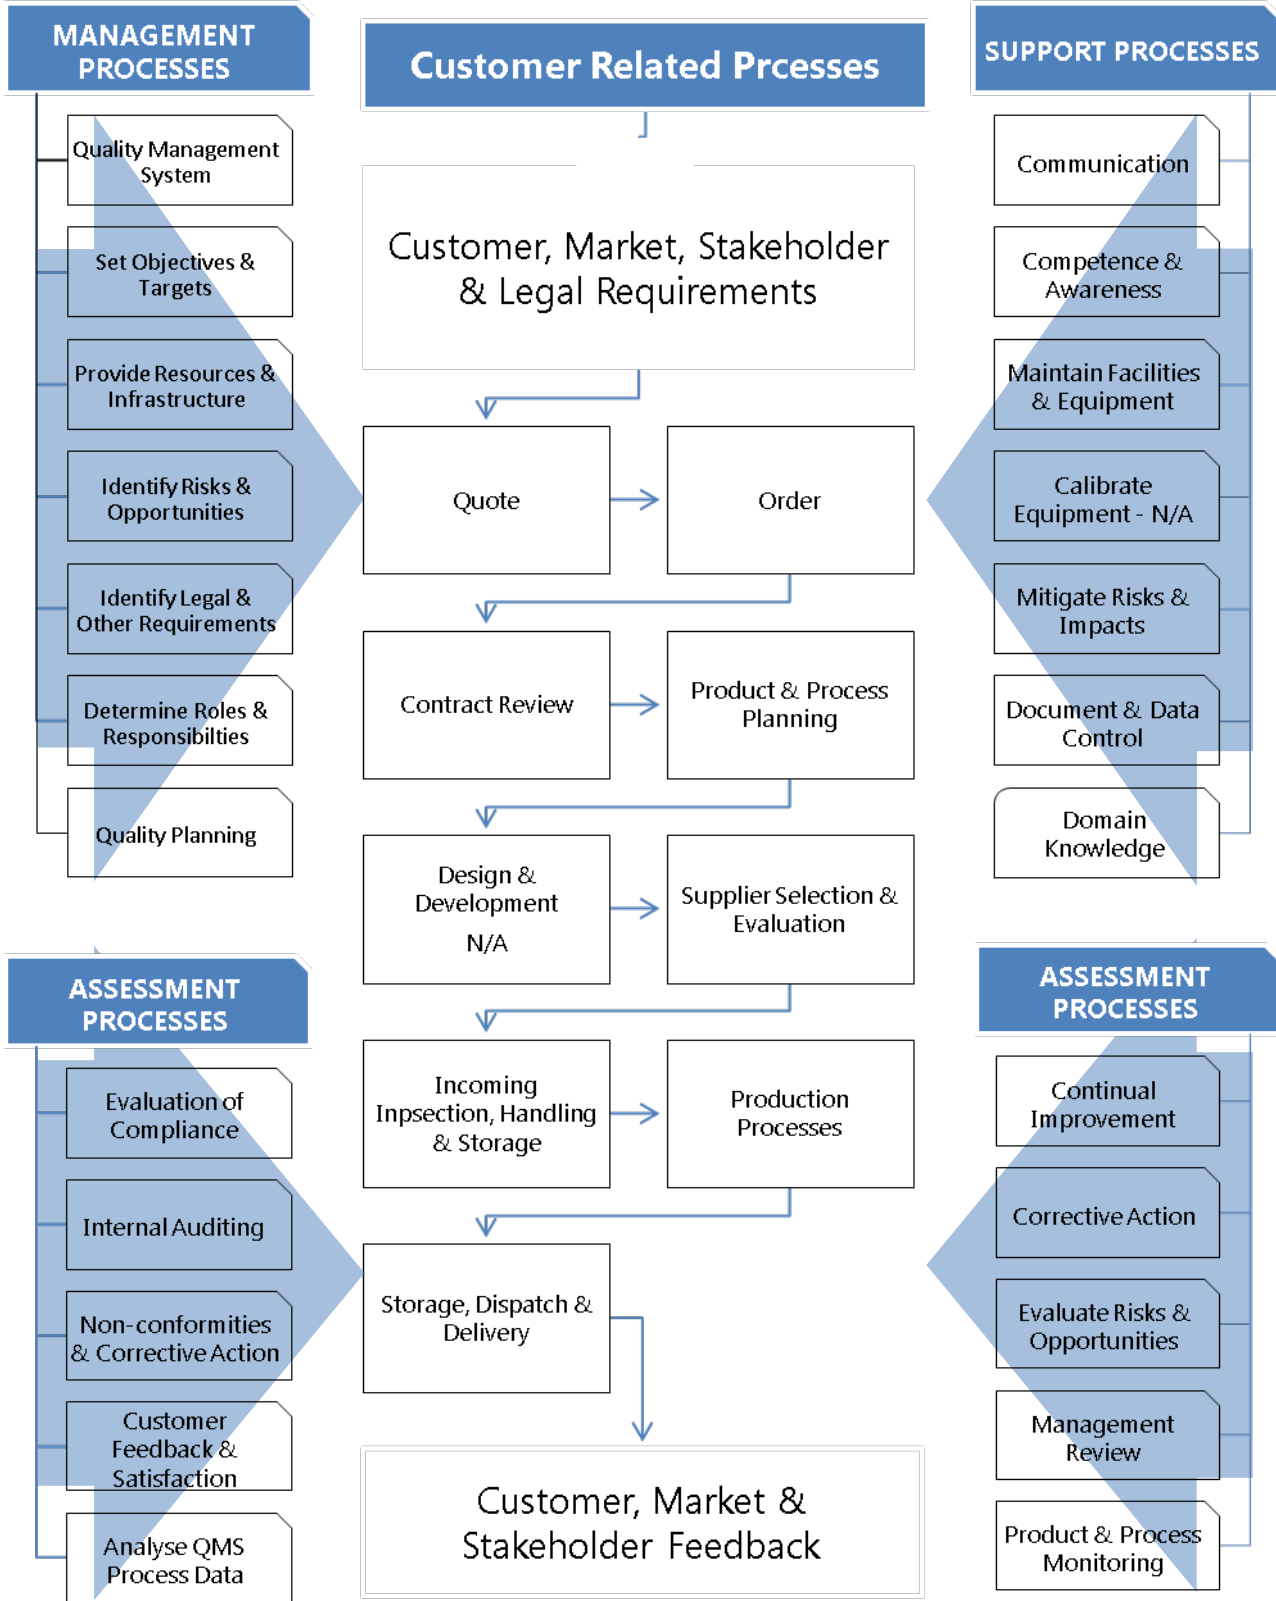 MANAGEMENT
PROCESSES
Quality Management
System
Set Objectives &
Targets
Provide Resources &
Infrastructure
Identify Risks &
Opportunities
Identify Legal &
Other Requirements
Determine Roles &
Responsibilties
Quality Planning
ASSESSMENT
PROCESSES
Evaluation of
Compliance
Internal Auditing
Non-conformities
& Corrective Action
Customer
Feedback &
Satisfaction
Analyse QMS
Process Data
Customer Related Prcesses
Customer, Market, Stakeholder
& Legal Requirements
Quote
Order
Contract Review
Product & Process
Planning
Design &
Development
N/A
Supplier Selection &
Evaluation
Incoming
Inpsection, Handling
& Storage
Production
Processes
Storage, Dispatch &
Delivery
Customer, Market &
Stakeholder Feedback
SUPPORT PROCESSES
Communication
Competence &
Awareness
Maintain Facilities
& Equipment
Calibrate
Equipment - N/A
Mitigate Risks &
Impacts
Document & Data
Control
Domain
Knowledge
ASSESSMENT
PROCESSES
Continual
Improvement
Corrective Action
Evaluate Risks &
Opportunities
Management
Review
Product & Process
Monitoring